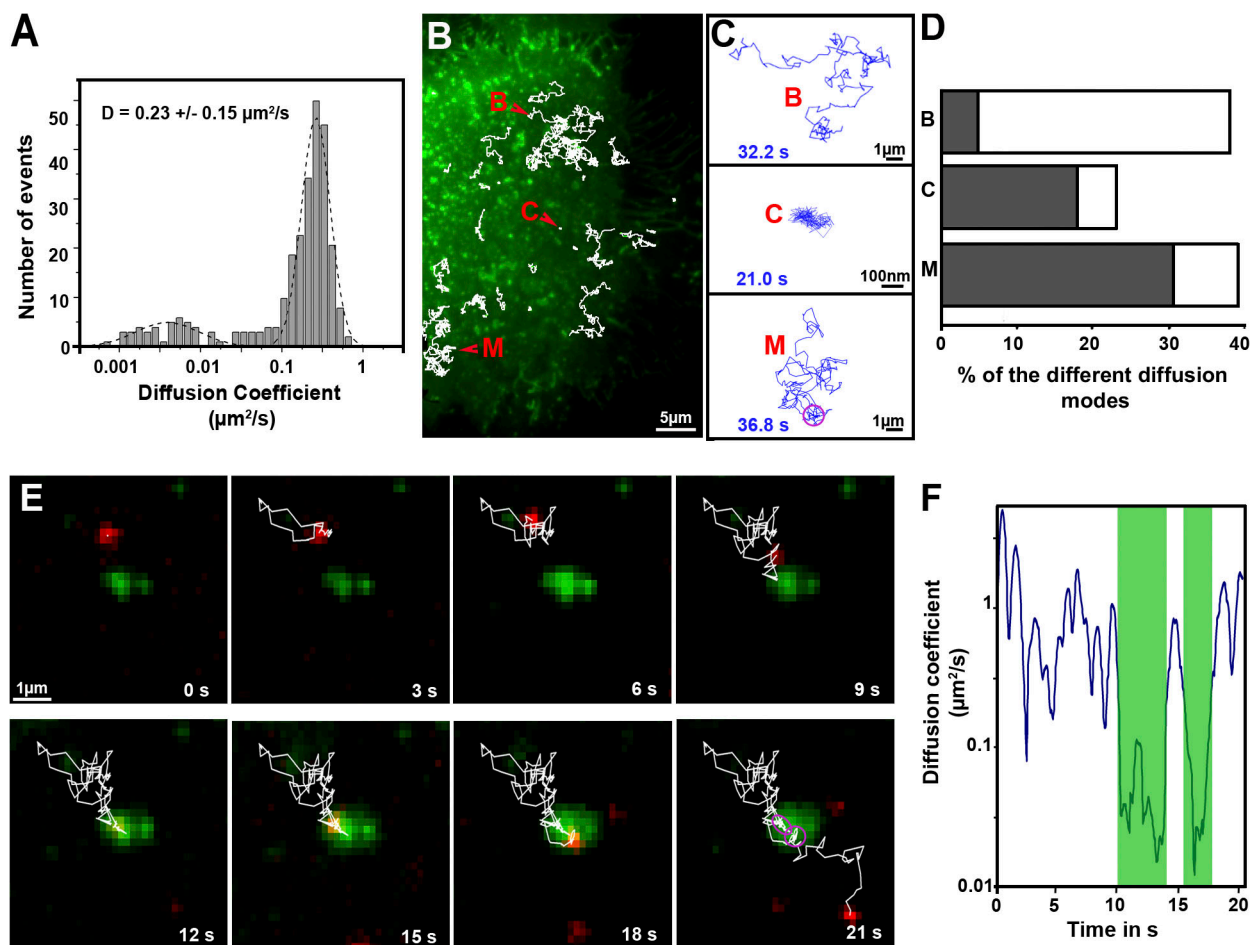 A
D = 0.23 +/- 0.15 µm²/s
Number of events
50
40
30
20
10
0
0.001
0.01
0.1
1
Diffusion Coefficient
(µm²/s)
B
B
C
M
5µm
C
B
32.2 s
1µm
C
21.0 s
100nm
M
36.8 s
1µm
D
B
C
M
0
10
20
30
40
% of the different diffusion
modes
E
1µm
0 s
3 s
6 s
9 s
12 s
15 s
18 s
21 s
F
Diffusion coefficient
(µm²/s)
1
0.1
0.01
0
5
10
15
20
Time in s